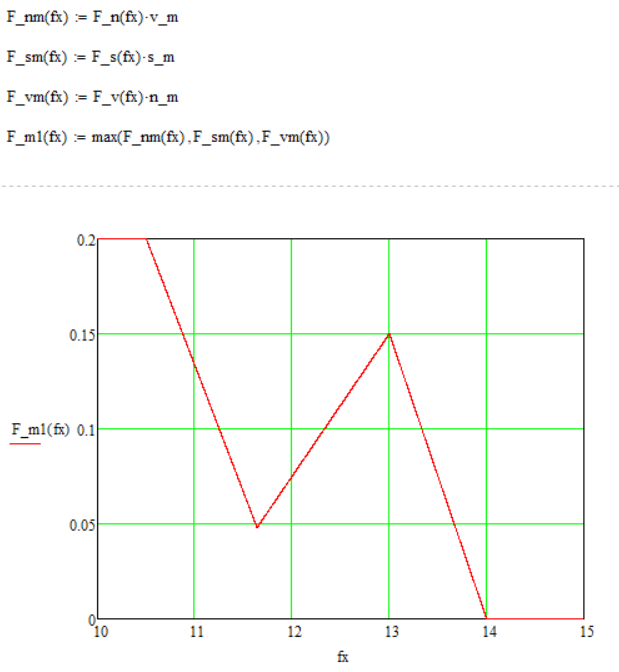 F_nm(fx) := F_n(fx)·v_m
F_sm(fx) := F_s(fx)·s_m
F_vm(fx) := F_v(fx)·n_m
F_m1(fx) := max(F_nm(fx),F_sm(fx),F_vm(fx))
0.2
0.15
F_m1(fx) 0.1
0.05
0
10 11 12 13 14 15
fx